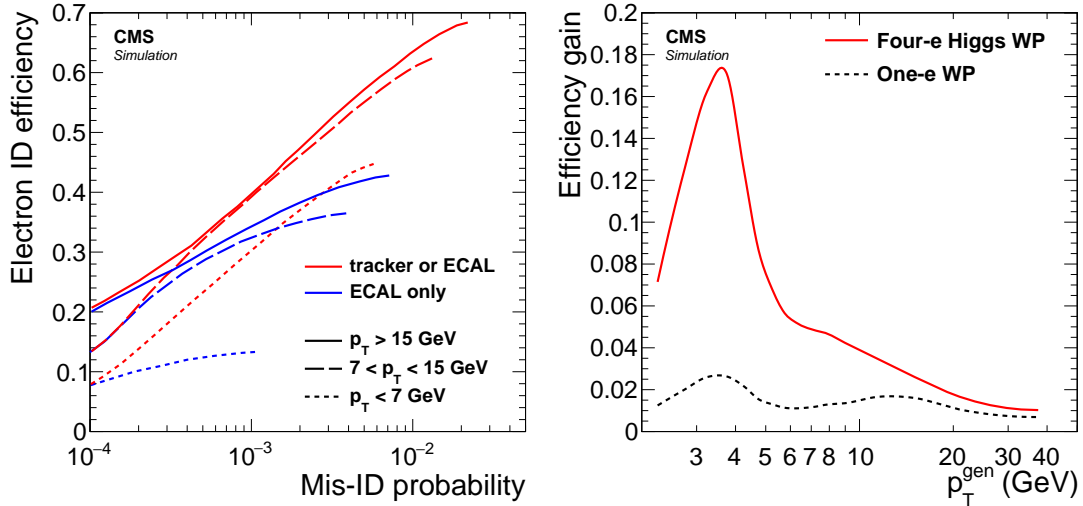 CMS
Simulation
Electron ID efficiency
0.7
0.6
0.5
0.4
0.3
0.2
0.1
0
tracker or ECAL
ECAL only
p_T > 15 GeV
7 < p_T < 15 GeV
p_T < 7 GeV
10^−4
10^−3
10^−2
Mis-ID probability
CMS
Simulation
Efficiency gain
0.2
0.18
0.16
0.14
0.12
0.1
0.08
0.06
0.04
0.02
0
Four-e Higgs WP
One-e WP
3 4 5 6 7 8 10 20 30 40
p_T^gen (GeV)